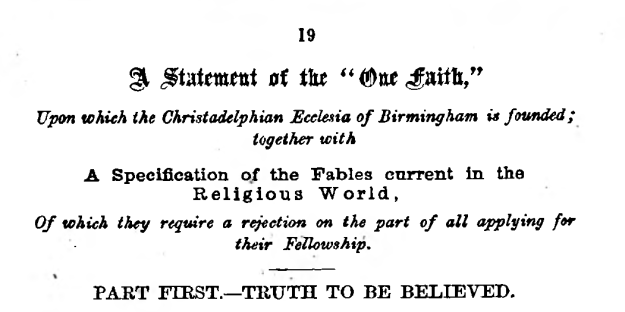 19
A Statement of the "One Faith,"
Upon which the Christadelphian Ecclesia of Birmingham is founded;
together with
A Specification of the Fables current in the
Religious World,
Of which they require a rejection on the part of all applying for
their Fellowship.
PART FIRST.—TRUTH TO BE BELIEVED.